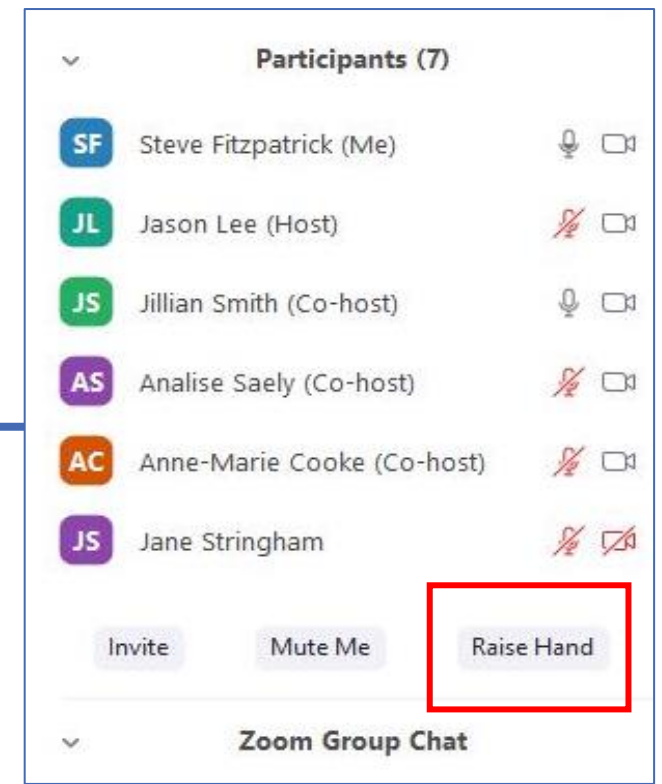 Participants (7)
SF Steve Fitzpatrick (Me)
JL Jason Lee (Host)
JS Jillian Smith (Co-host)
AS Analise Saely (Co-host)
AC Anne-Marie Cooke (Co-host)
JS Jane Stringham
Invite Mute Me Raise Hand
Zoom Group Chat